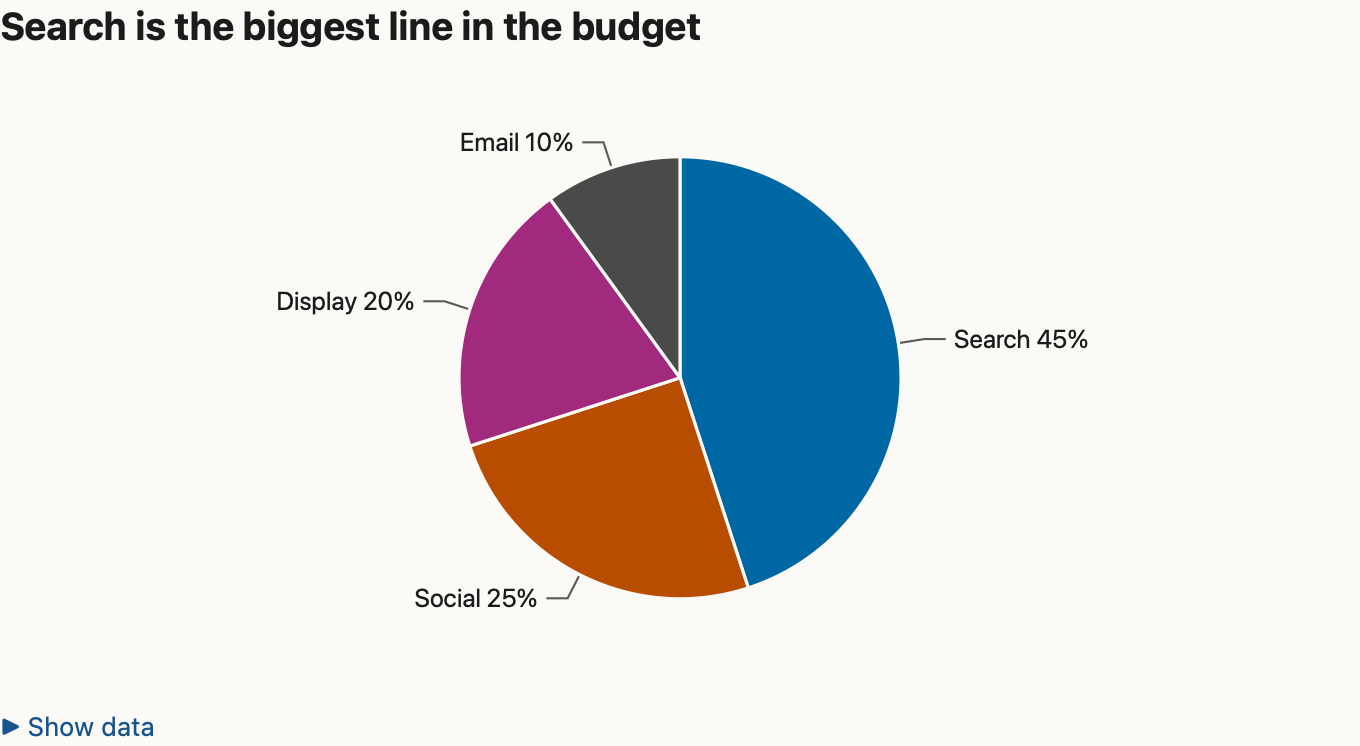 Search is the biggest line in the budget
Email 10%
Display 20%
Search 45%
Social 25%
Show data